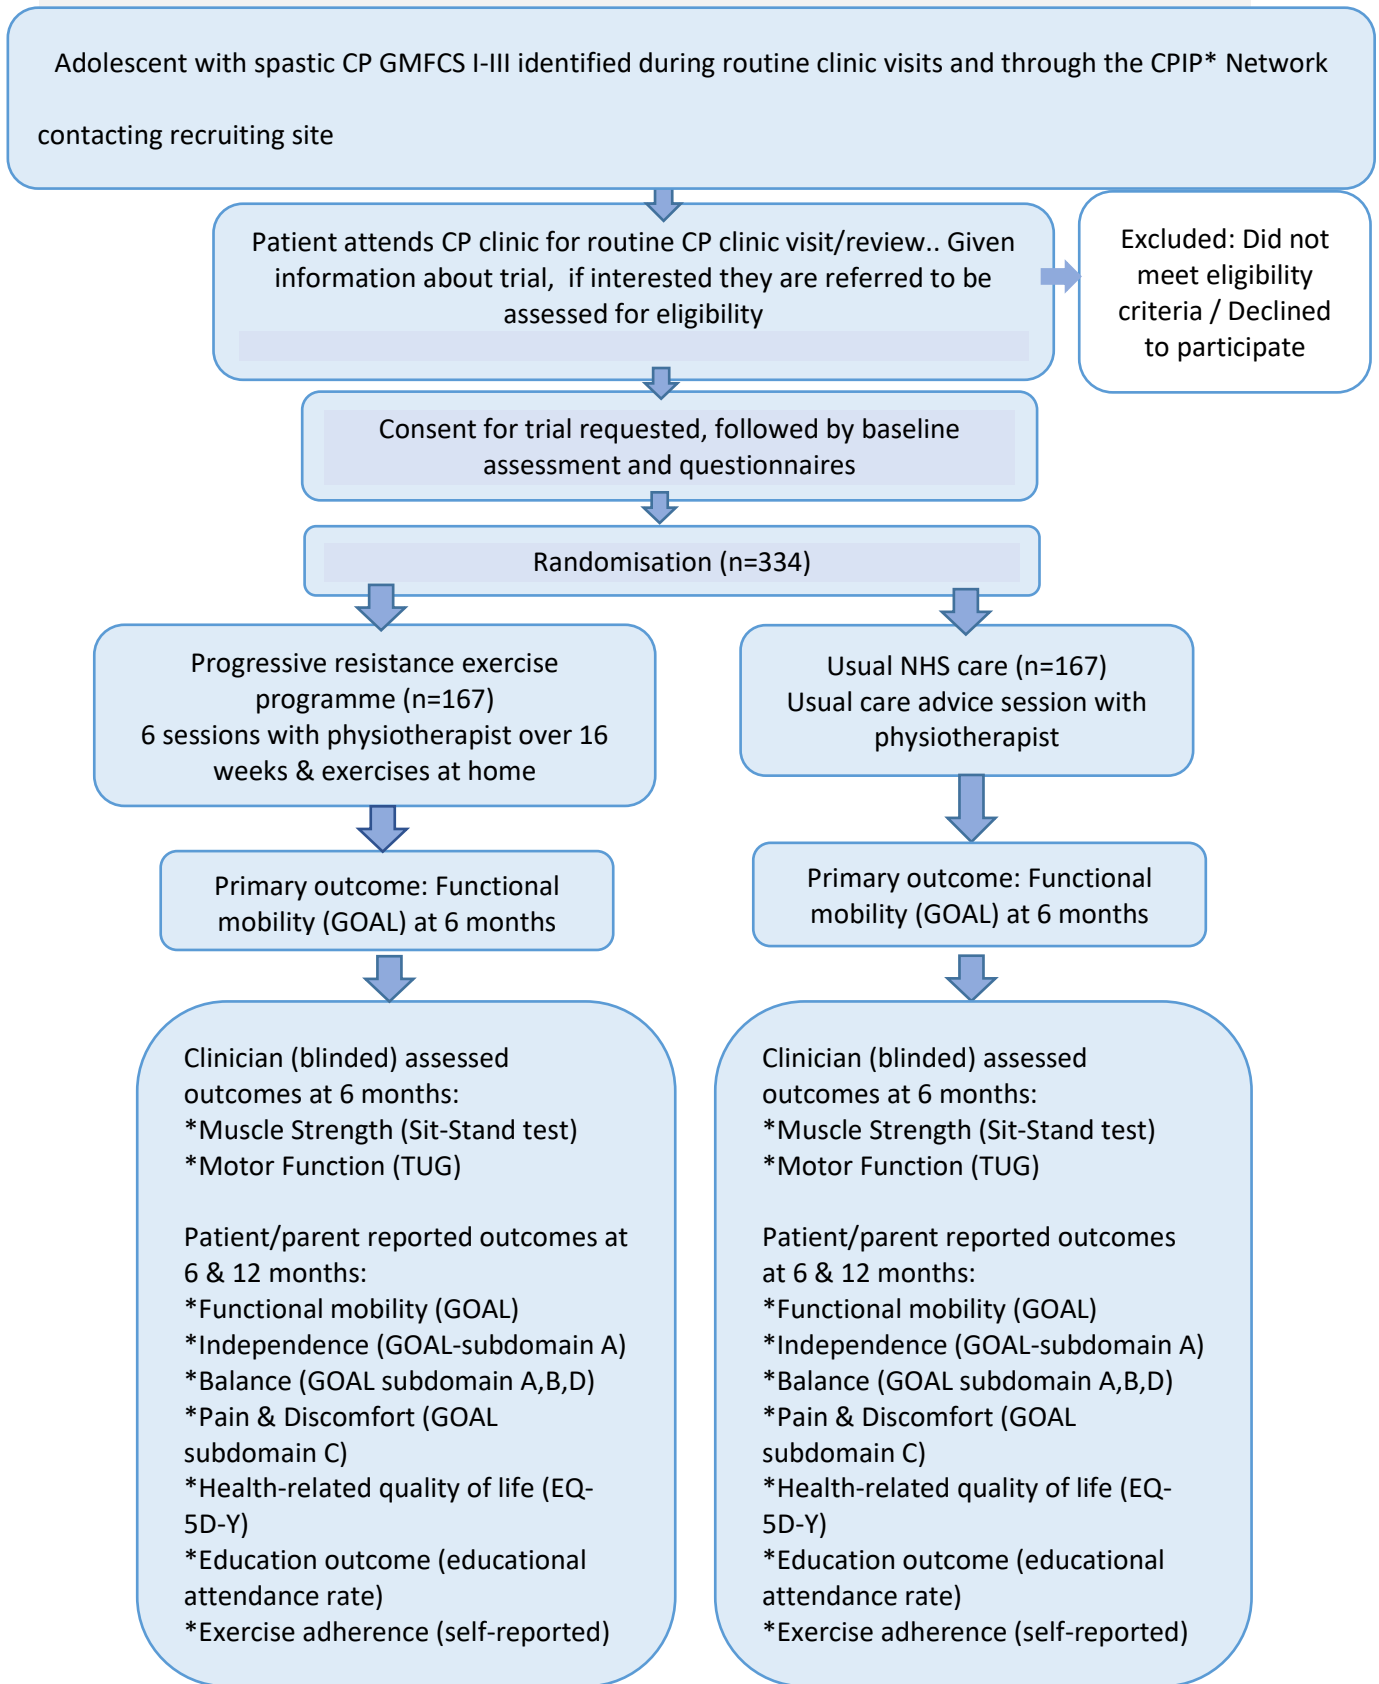 Adolescent with spastic CP GMFCS I-III identified during routine clinic visits and through the CPIP* Network
contacting recruiting site
Patient attends CP clinic for routine CP clinic visit/review.. Given
information about trial, if interested they are referred to be
assessed for eligibility
Excluded: Did not
meet eligibility
criteria / Declined
to participate
Consent for trial requested, followed by baseline
assessment and questionnaires
Randomisation (n=334)
Progressive resistance exercise
programme (n=167)
6 sessions with physiotherapist over 16
weeks & exercises at home
Usual NHS care (n=167)
Usual care advice session with
physiotherapist
Primary outcome: Functional
mobility (GOAL) at 6 months
Primary outcome: Functional
mobility (GOAL) at 6 months
Clinician (blinded) assessed
outcomes at 6 months:
*Muscle Strength (Sit-Stand test)
*Motor Function (TUG)
Patient/parent reported outcomes at
6 & 12 months:
*Functional mobility (GOAL)
*Independence (GOAL-subdomain A)
*Balance (GOAL subdomain A,B,D)
*Pain & Discomfort (GOAL
subdomain C)
*Health-related quality of life (EQ-
5D-Y)
*Education outcome (educational
attendance rate)
*Exercise adherence (self-reported)
Clinician (blinded) assessed
outcomes at 6 months:
*Muscle Strength (Sit-Stand test)
*Motor Function (TUG)
Patient/parent reported outcomes
at 6 & 12 months:
*Functional mobility (GOAL)
*Independence (GOAL-subdomain A)
*Balance (GOAL subdomain A,B,D)
*Pain & Discomfort (GOAL
subdomain C)
*Health-related quality of life (EQ-
5D-Y)
*Education outcome (educational
attendance rate)
*Exercise adherence (self-reported)